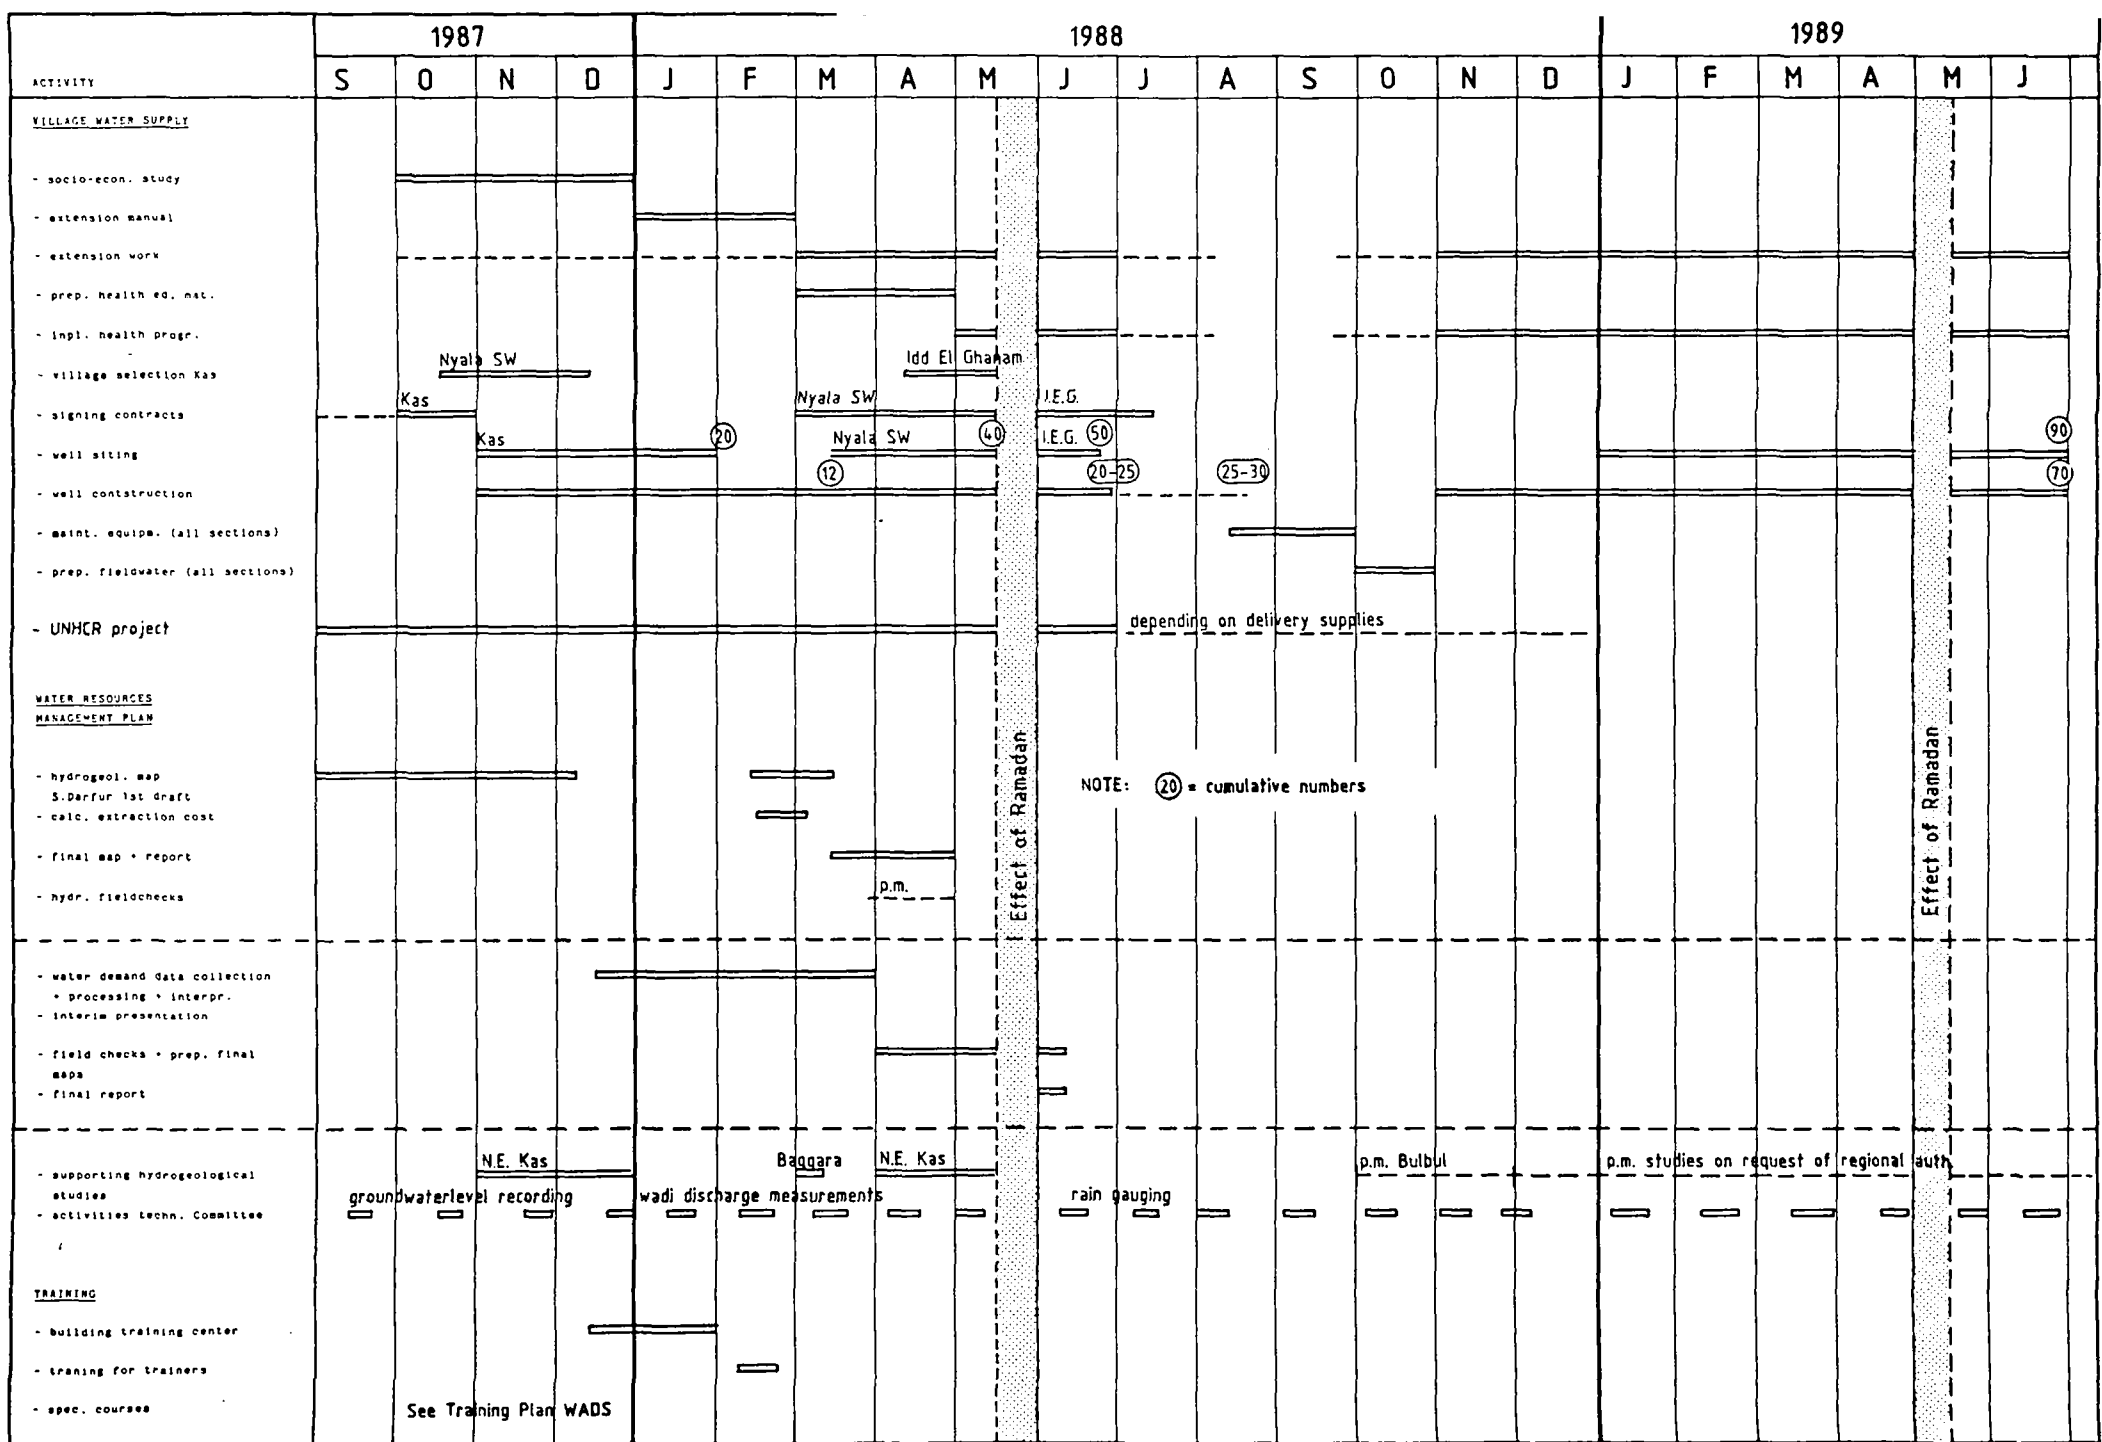 1987 1988 1989
ACTIVITY S O N D J F M A M J J A S O N D J F M A M J
VILLAGE WATER SUPPLY
- socio-econ. study
- extension manual
- extension work
- prep. health ed. mat.
- inpl. health progr.
Nyala SW Idd El Ghanam
- village selection Kas
Kas Nyala SW I.E.G.
- signing contracts
Kas 20 Nyala SW 40 I.E.G. 50 90
- well siting
12 20-25 25-30 70
- well contstruction
- maint. equipm. (all sections)
- prep. fieldwater (all sections)
depending on delivery supplies
- UNHCR project
WATER RESOURCES
MANAGEMENT PLAN
Effect of Ramadan
Effect of Ramadan
- hydrogeol. map
S.Darfur 1st draft
NOTE: 20 = cumulative numbers
- calc. extraction cost
- final map + report
p.m.
- hydr. fieldchecks
- water demand data collection
+ processing + interpr.
- interim presentation
- field checks + prep. final
maps
- final report
N.E. Kas Baggara N.E. Kas p.m. Bulbul p.m. studies on request of regional auth.
- supporting hydrogeological
studies
groundwaterlevel recording wadi discharge measurements rain gauging
- activities techn. Committee
TRAINING
- building training center
- traning for trainers
- spec. courses See Training Plan WADS